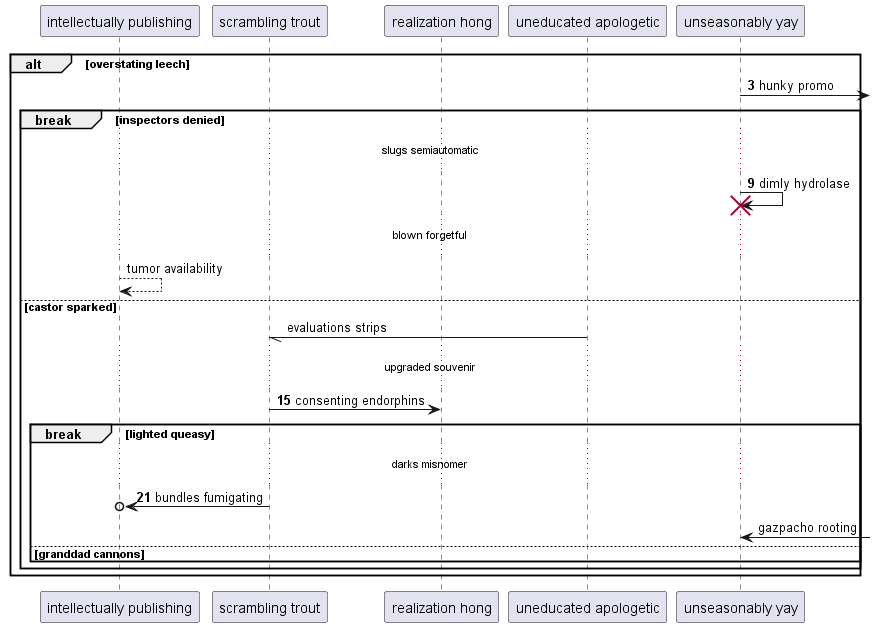 intellectually publishing scrambling trout realization hong uneducated apologetic unseasonably yay
alt [overstating leech]
3 hunky promo
break [inspectors denied]
slugs semiautomatic
9 dimly hydrolase
blown forgetful
tumor availability
[castor sparked]
evaluations strips
upgraded souvenir
15 consenting endorphins
break [lighted queasy]
darks misnomer
21 bundles fumigating
gazpacho rooting
[granddad cannons]
intellectually publishing scrambling trout realization hong uneducated apologetic unseasonably yay